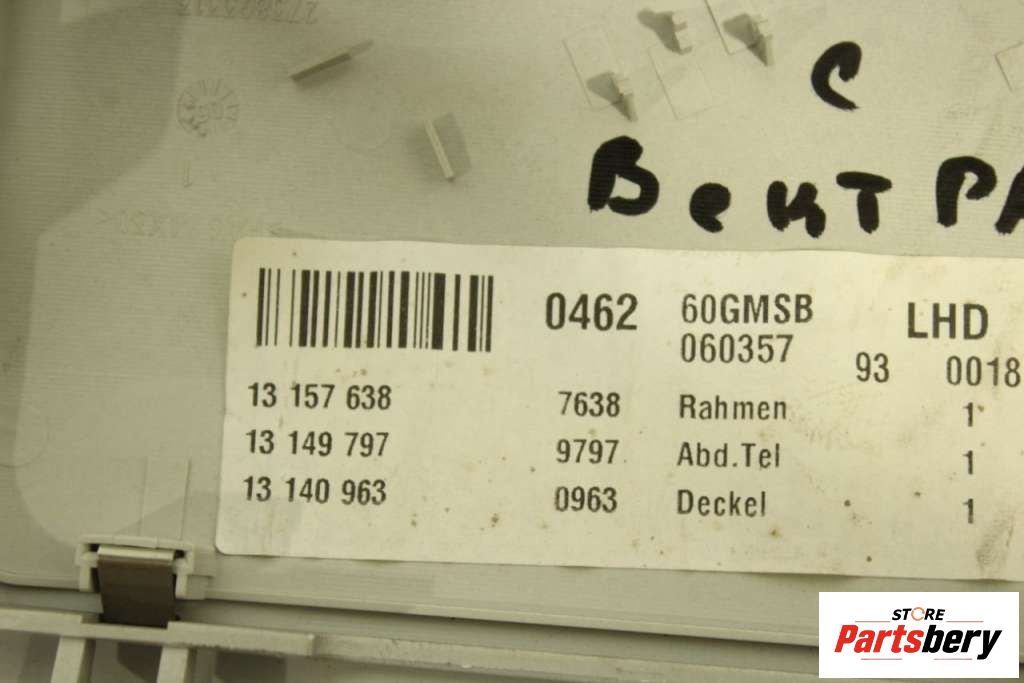 С
Вектра
0462 60GMSB LHD
060357 93 0018
13 157 638 7638 Rahmen 1
13 149 797 9797 Abd.Tel 1
13 140 963 0963 Deckel 1
STORE
Partsbery